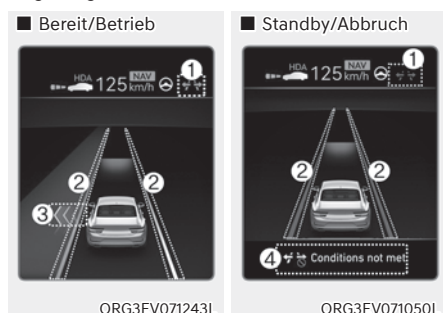 ■ Bereit/Betrieb
HDA 125 km/h NAV
1
2 2
3
ORG3EV071243L
■ Standby/Abbruch
HDA 125 km/h NAV
1
2 2
4 Conditions not met
ORG3EV071050L